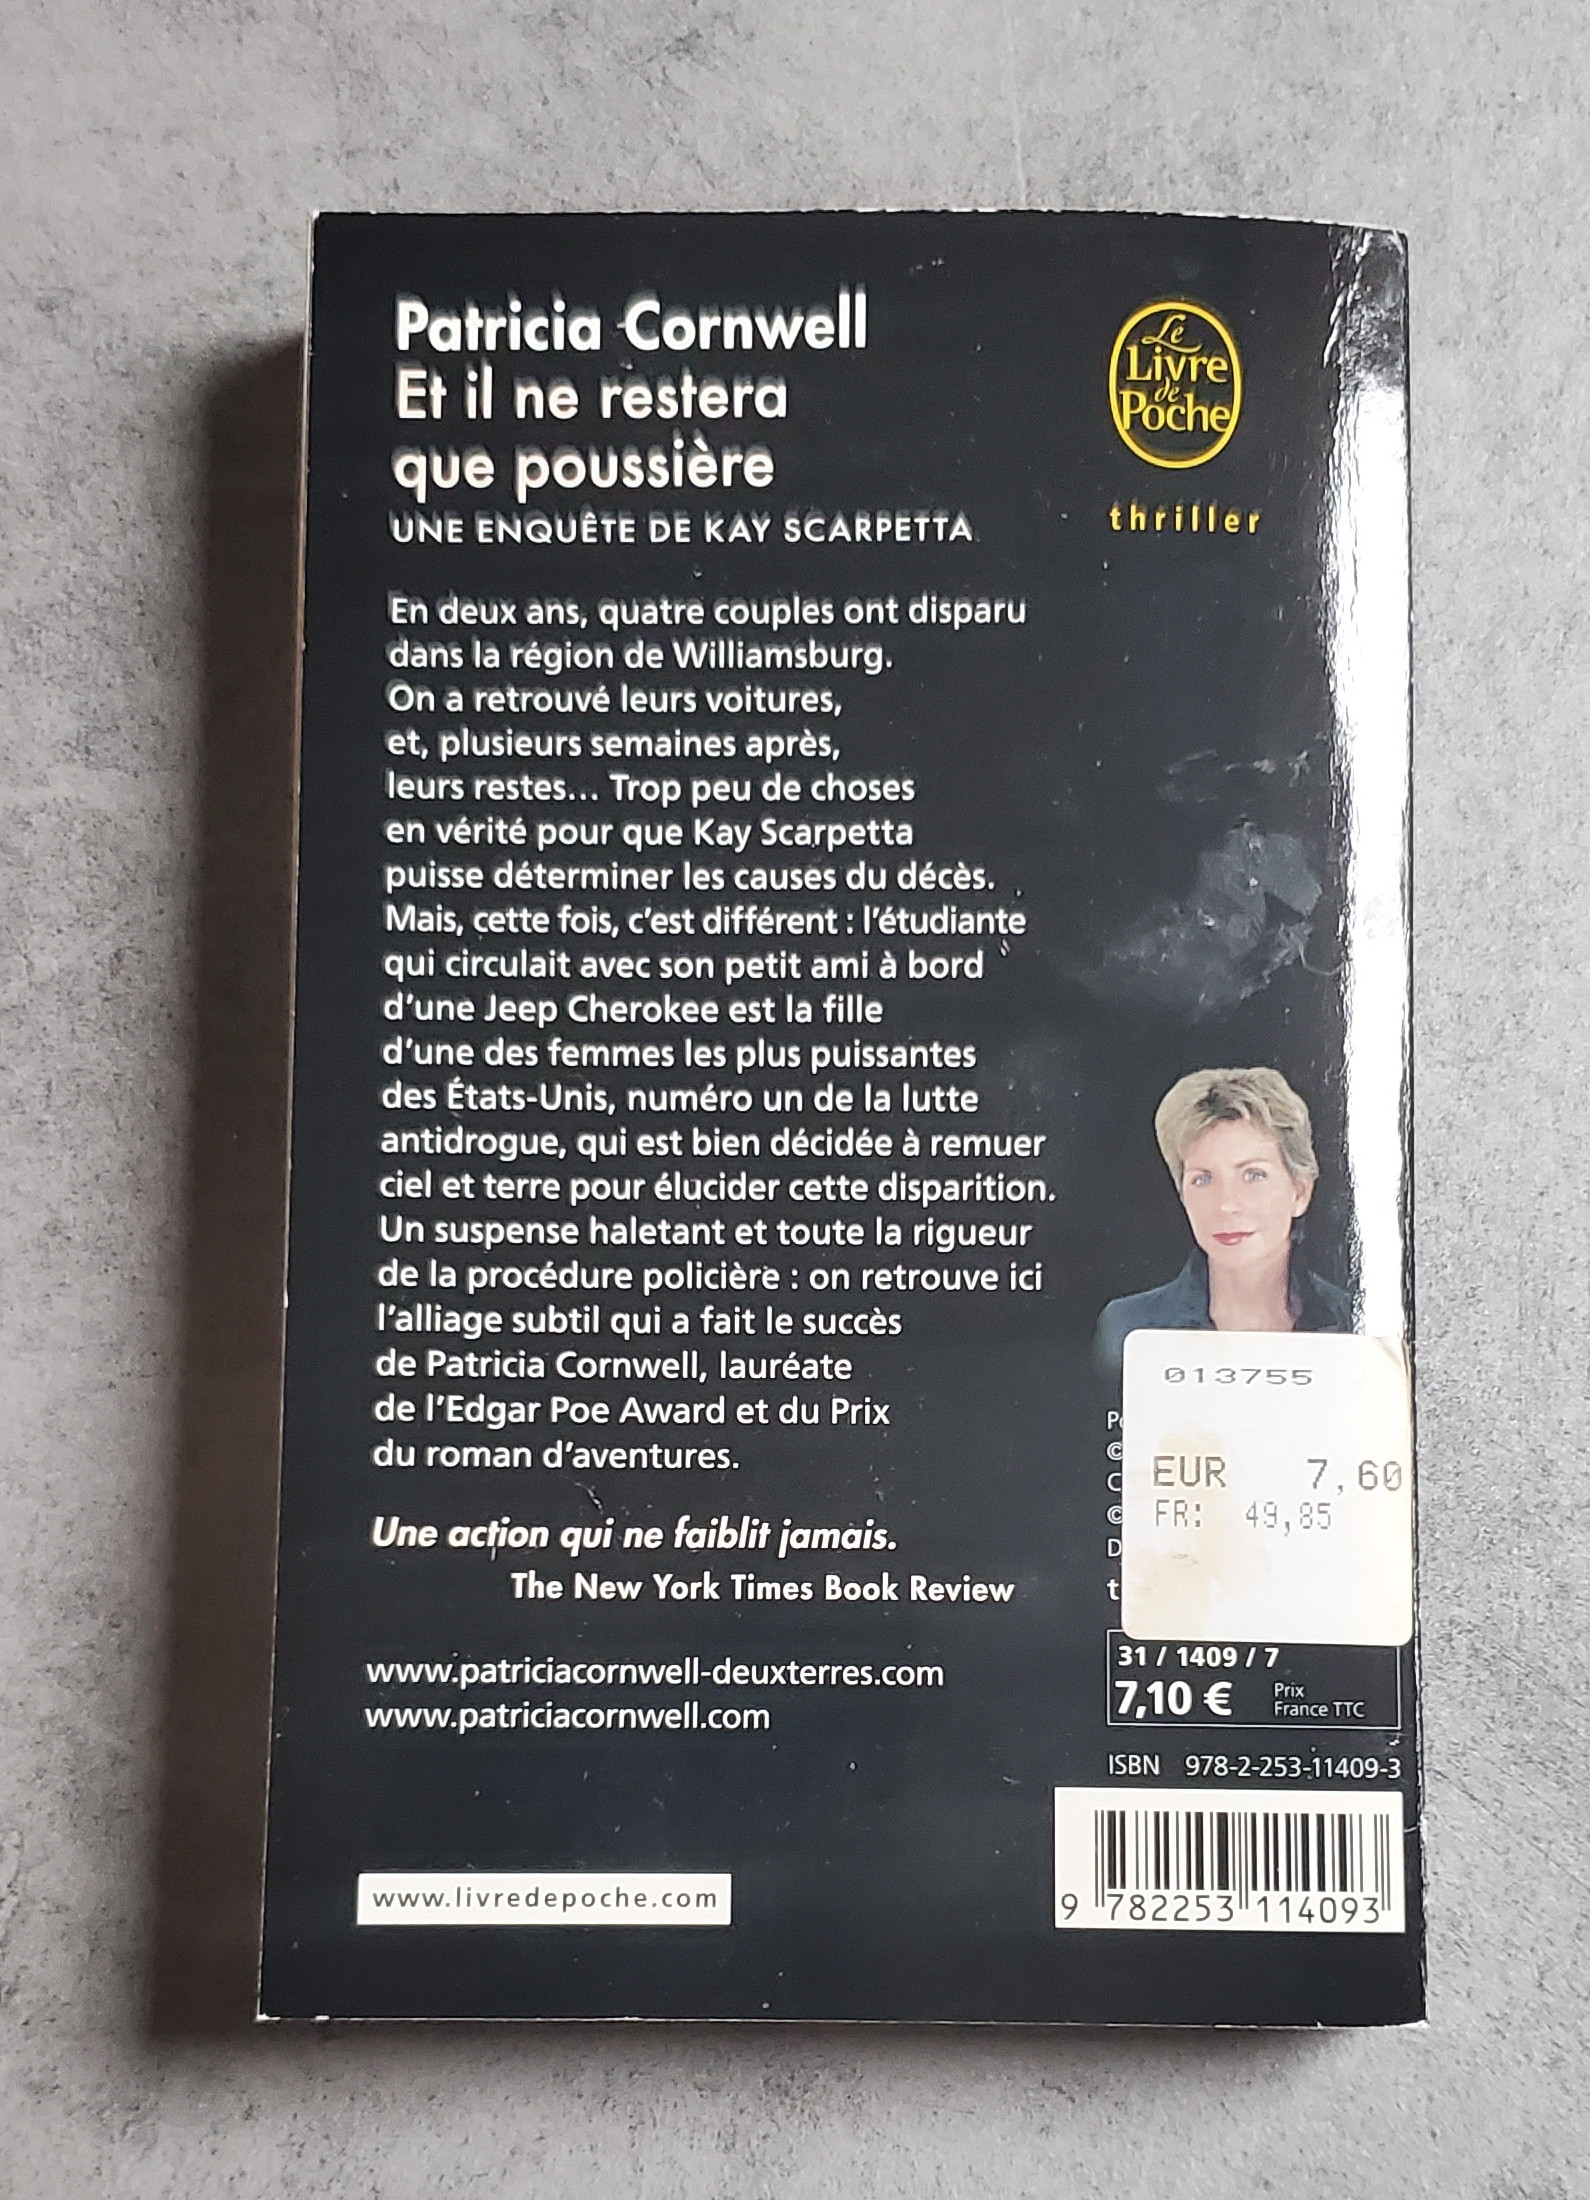 Patricia Cornwell
Et il ne restera
que poussière
UNE ENQUÊTE DE KAY SCARPETTA
Le
Livre
de
Poche
thriller
En deux ans, quatre couples ont disparu
dans la région de Williamsburg.
On a retrouvé leurs voitures,
et, plusieurs semaines après,
leurs restes... Trop peu de choses
en vérité pour que Kay Scarpetta
puisse déterminer les causes du décès.
Mais, cette fois, c'est différent : l'étudiante
qui circulait avec son petit ami à bord
d'une Jeep Cherokee est la fille
d'une des femmes les plus puissantes
des États-Unis, numéro un de la lutte
antidrogue, qui est bien décidée à remuer
ciel et terre pour élucider cette disparition.
Un suspense haletant et toute la rigueur
de la procédure policière : on retrouve ici
l'alliage subtil qui a fait le succès
de Patricia Cornwell, lauréate
de l'Edgar Poe Award et du Prix
du roman d'aventures.
Une action qui ne faiblit jamais.
The New York Times Book Review
www.patriciacornwell-deuxterres.com
www.patriciacornwell.com
www.livredepoche.com
013755
EUR 7,60
FR: 49,85
31 / 1409 / 7
7,10 € Prix
France TTC
ISBN 978-2-253-11409-3
9 782253 114093